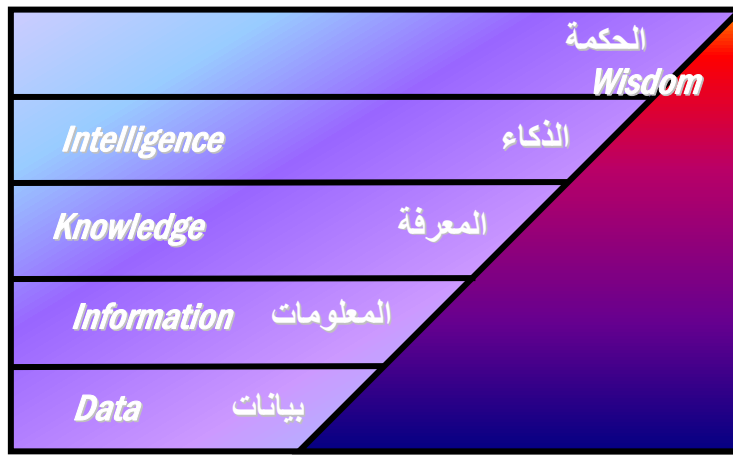 الحكمة
Wisdom
Intelligence الذكاء
Knowledge المعرفة
Information المعلومات
Data بيانات